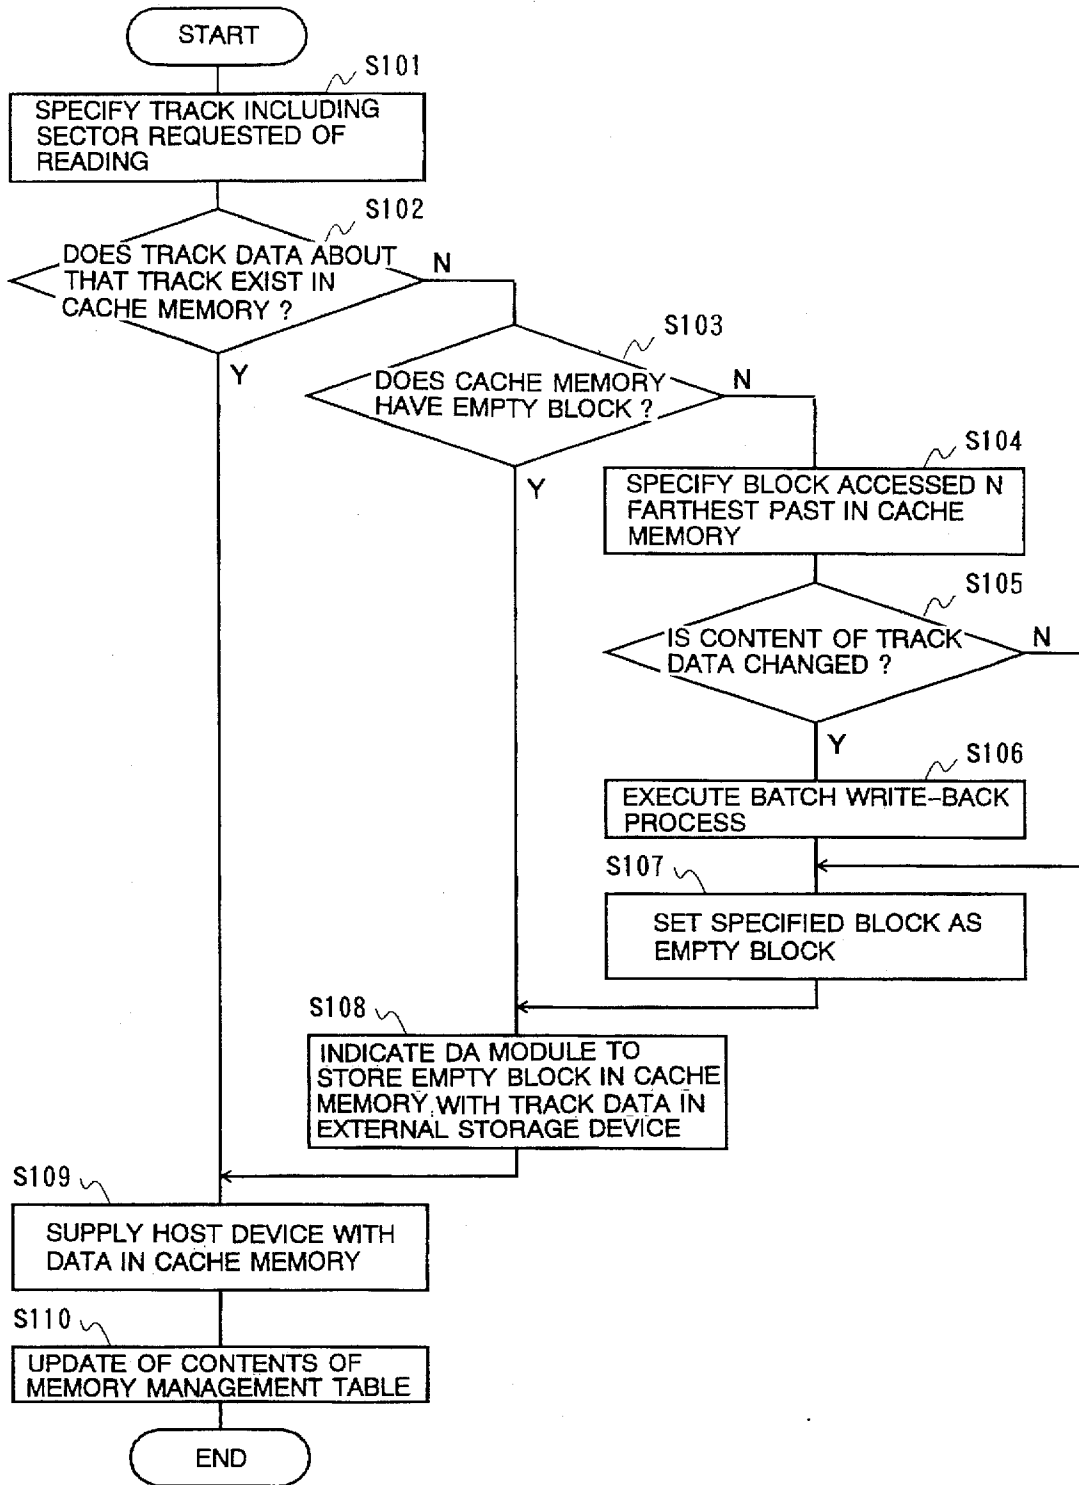 START
S101
SPECIFY TRACK INCLUDING
SECTOR REQUESTED OF
READING
S102
DOES TRACK DATA ABOUT
THAT TRACK EXIST IN
CACHE MEMORY ?
N
Y
S103
DOES CACHE MEMORY
HAVE EMPTY BLOCK ?
N
Y
S104
SPECIFY BLOCK ACCESSED N
FARTHEST PAST IN CACHE
MEMORY
S105
IS CONTENT OF TRACK
DATA CHANGED ?
N
Y
S106
EXECUTE BATCH WRITE-BACK
PROCESS
S107
SET SPECIFIED BLOCK AS
EMPTY BLOCK
S108
INDICATE DA MODULE TO
STORE EMPTY BLOCK IN CACHE
MEMORY WITH TRACK DATA IN
EXTERNAL STORAGE DEVICE
S109
SUPPLY HOST DEVICE WITH
DATA IN CACHE MEMORY
S110
UPDATE OF CONTENTS OF
MEMORY MANAGEMENT TABLE
END